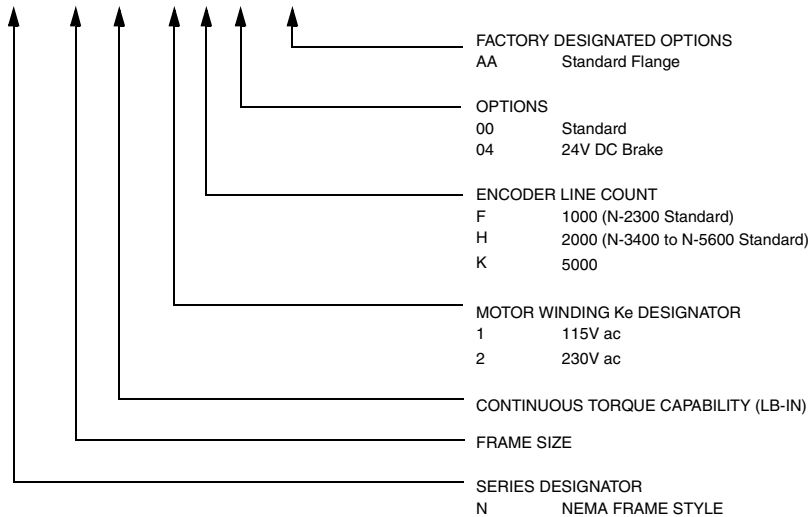 FACTORY DESIGNATED OPTIONS
AA Standard Flange
OPTIONS
00 Standard
04 24V DC Brake
ENCODER LINE COUNT
F 1000 (N-2300 Standard)
H 2000 (N-3400 to N-5600 Standard)
K 5000
MOTOR WINDING Ke DESIGNATOR
1 115V ac
2 230V ac
CONTINUOUS TORQUE CAPABILITY (LB-IN)
FRAME SIZE
SERIES DESIGNATOR
N NEMA FRAME STYLE